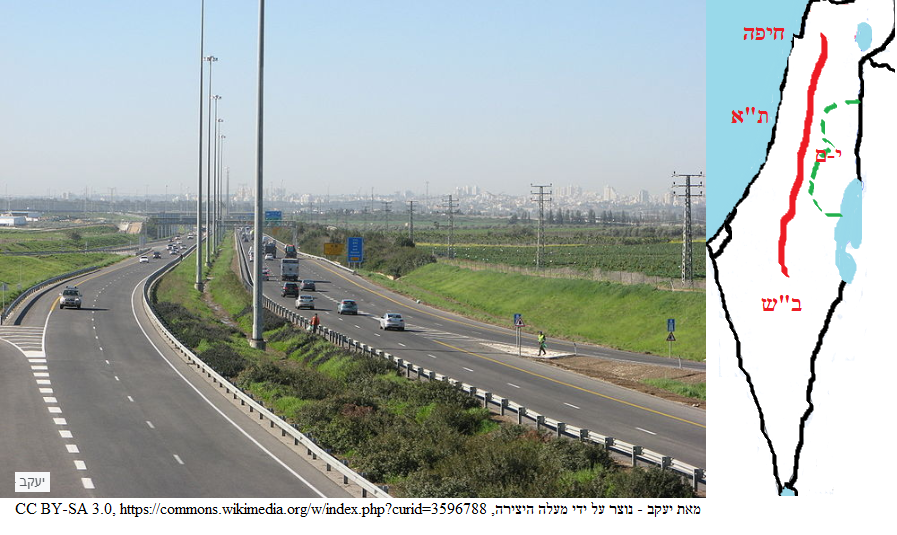 חיפה
ת"א
י-ם
ב"ש
יעקב
מאת יעקב - נוצר על ידי מעלה היצירה, CC BY-SA 3.0, https://commons.wikimedia.org/w/index.php?curid=3596788